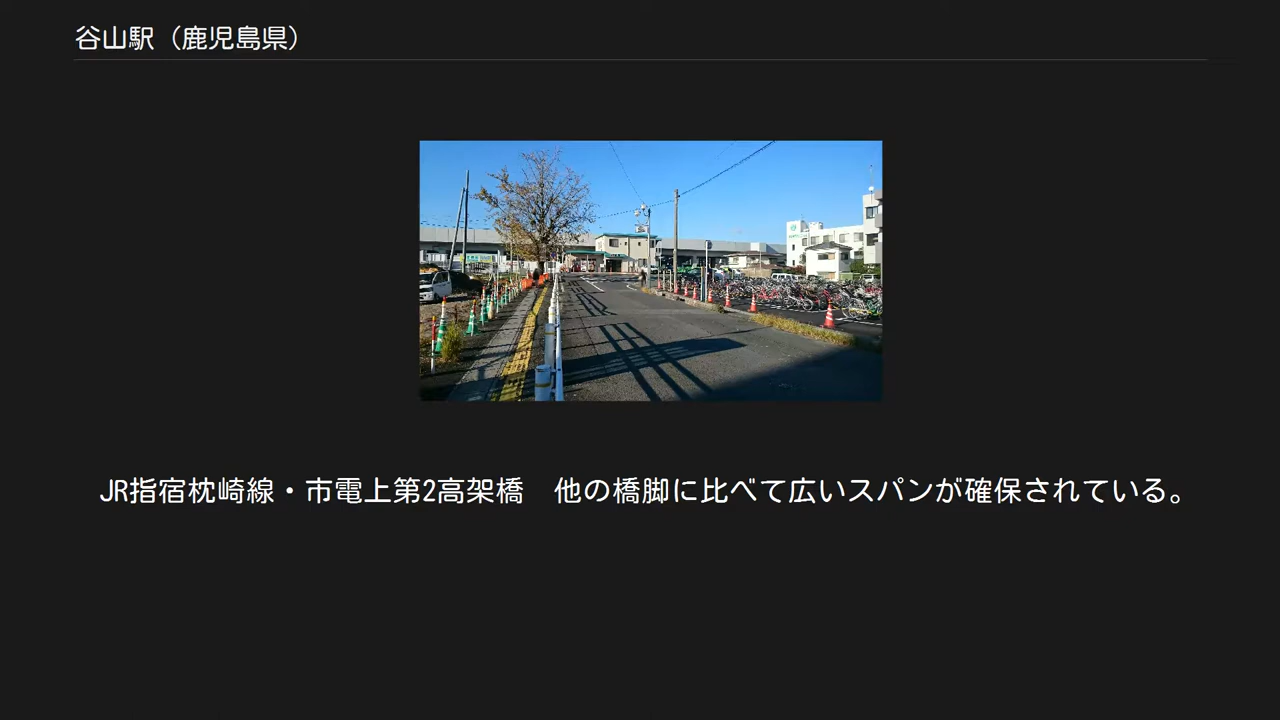 谷山駅（鹿児島県）
JR指宿枕崎線・市電上第2高架橋　他の橋脚に比べて広いスパンが確保されている。